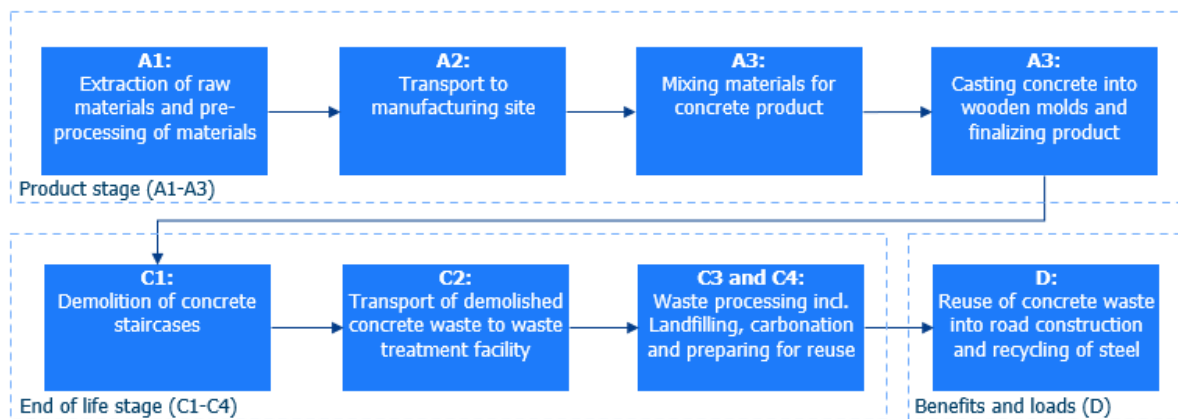 A1:
Extraction of raw
materials and pre-
processing of materials
A2:
Transport to
manufacturing site
A3:
Mixing materials for
concrete product
A3:
Casting concrete into
wooden molds and
finalizing product
Product stage (A1-A3)
C1:
Demolition of concrete
staircases
C2:
Transport of demolished
concrete waste to waste
treatment facility
C3 and C4:
Waste processing incl.
Landfilling, carbonation
and preparing for reuse
D:
Reuse of concrete waste
into road construction
and recycling of steel
End of life stage (C1-C4)
Benefits and loads (D)